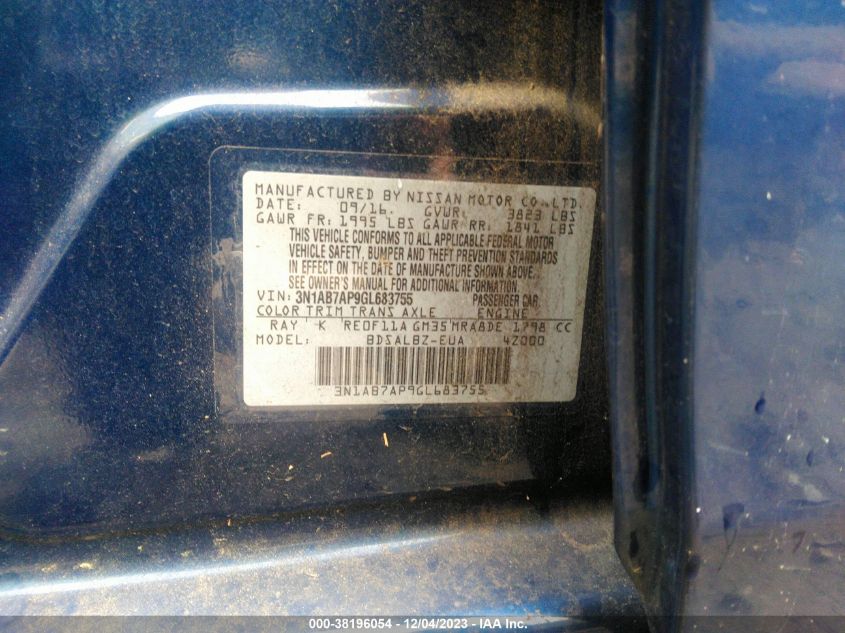 MANUFACTURED BY NISSAN MOTOR CO.,LTD.
DATE: 09/16 GVWR: 3823 LBS
GAWR FR: 1995 LBS GAWR RR: 1841 LBS
THIS VEHICLE CONFORMS TO ALL APPLICABLE FEDERAL MOTOR
VEHICLE SAFETY, BUMPER AND THEFT PREVENTION STANDARDS
IN EFFECT ON THE DATE OF MANUFACTURE SHOWN ABOVE.
SEE OWNER'S MANUAL FOR ADDITIONAL INFORMATION.
VIN: 3N1AB7AP9GL683755 PASSENGER CAR
COLOR TRIM TRANS AXLE ENGINE
RAY K RE0F11A GM35 MRA8DE 1798 CC
MODEL: BDSALBZ-EUA 4Z000
3N1AB7AP9GL683755
000-38196054 - 12/04/2023 - IAA Inc.